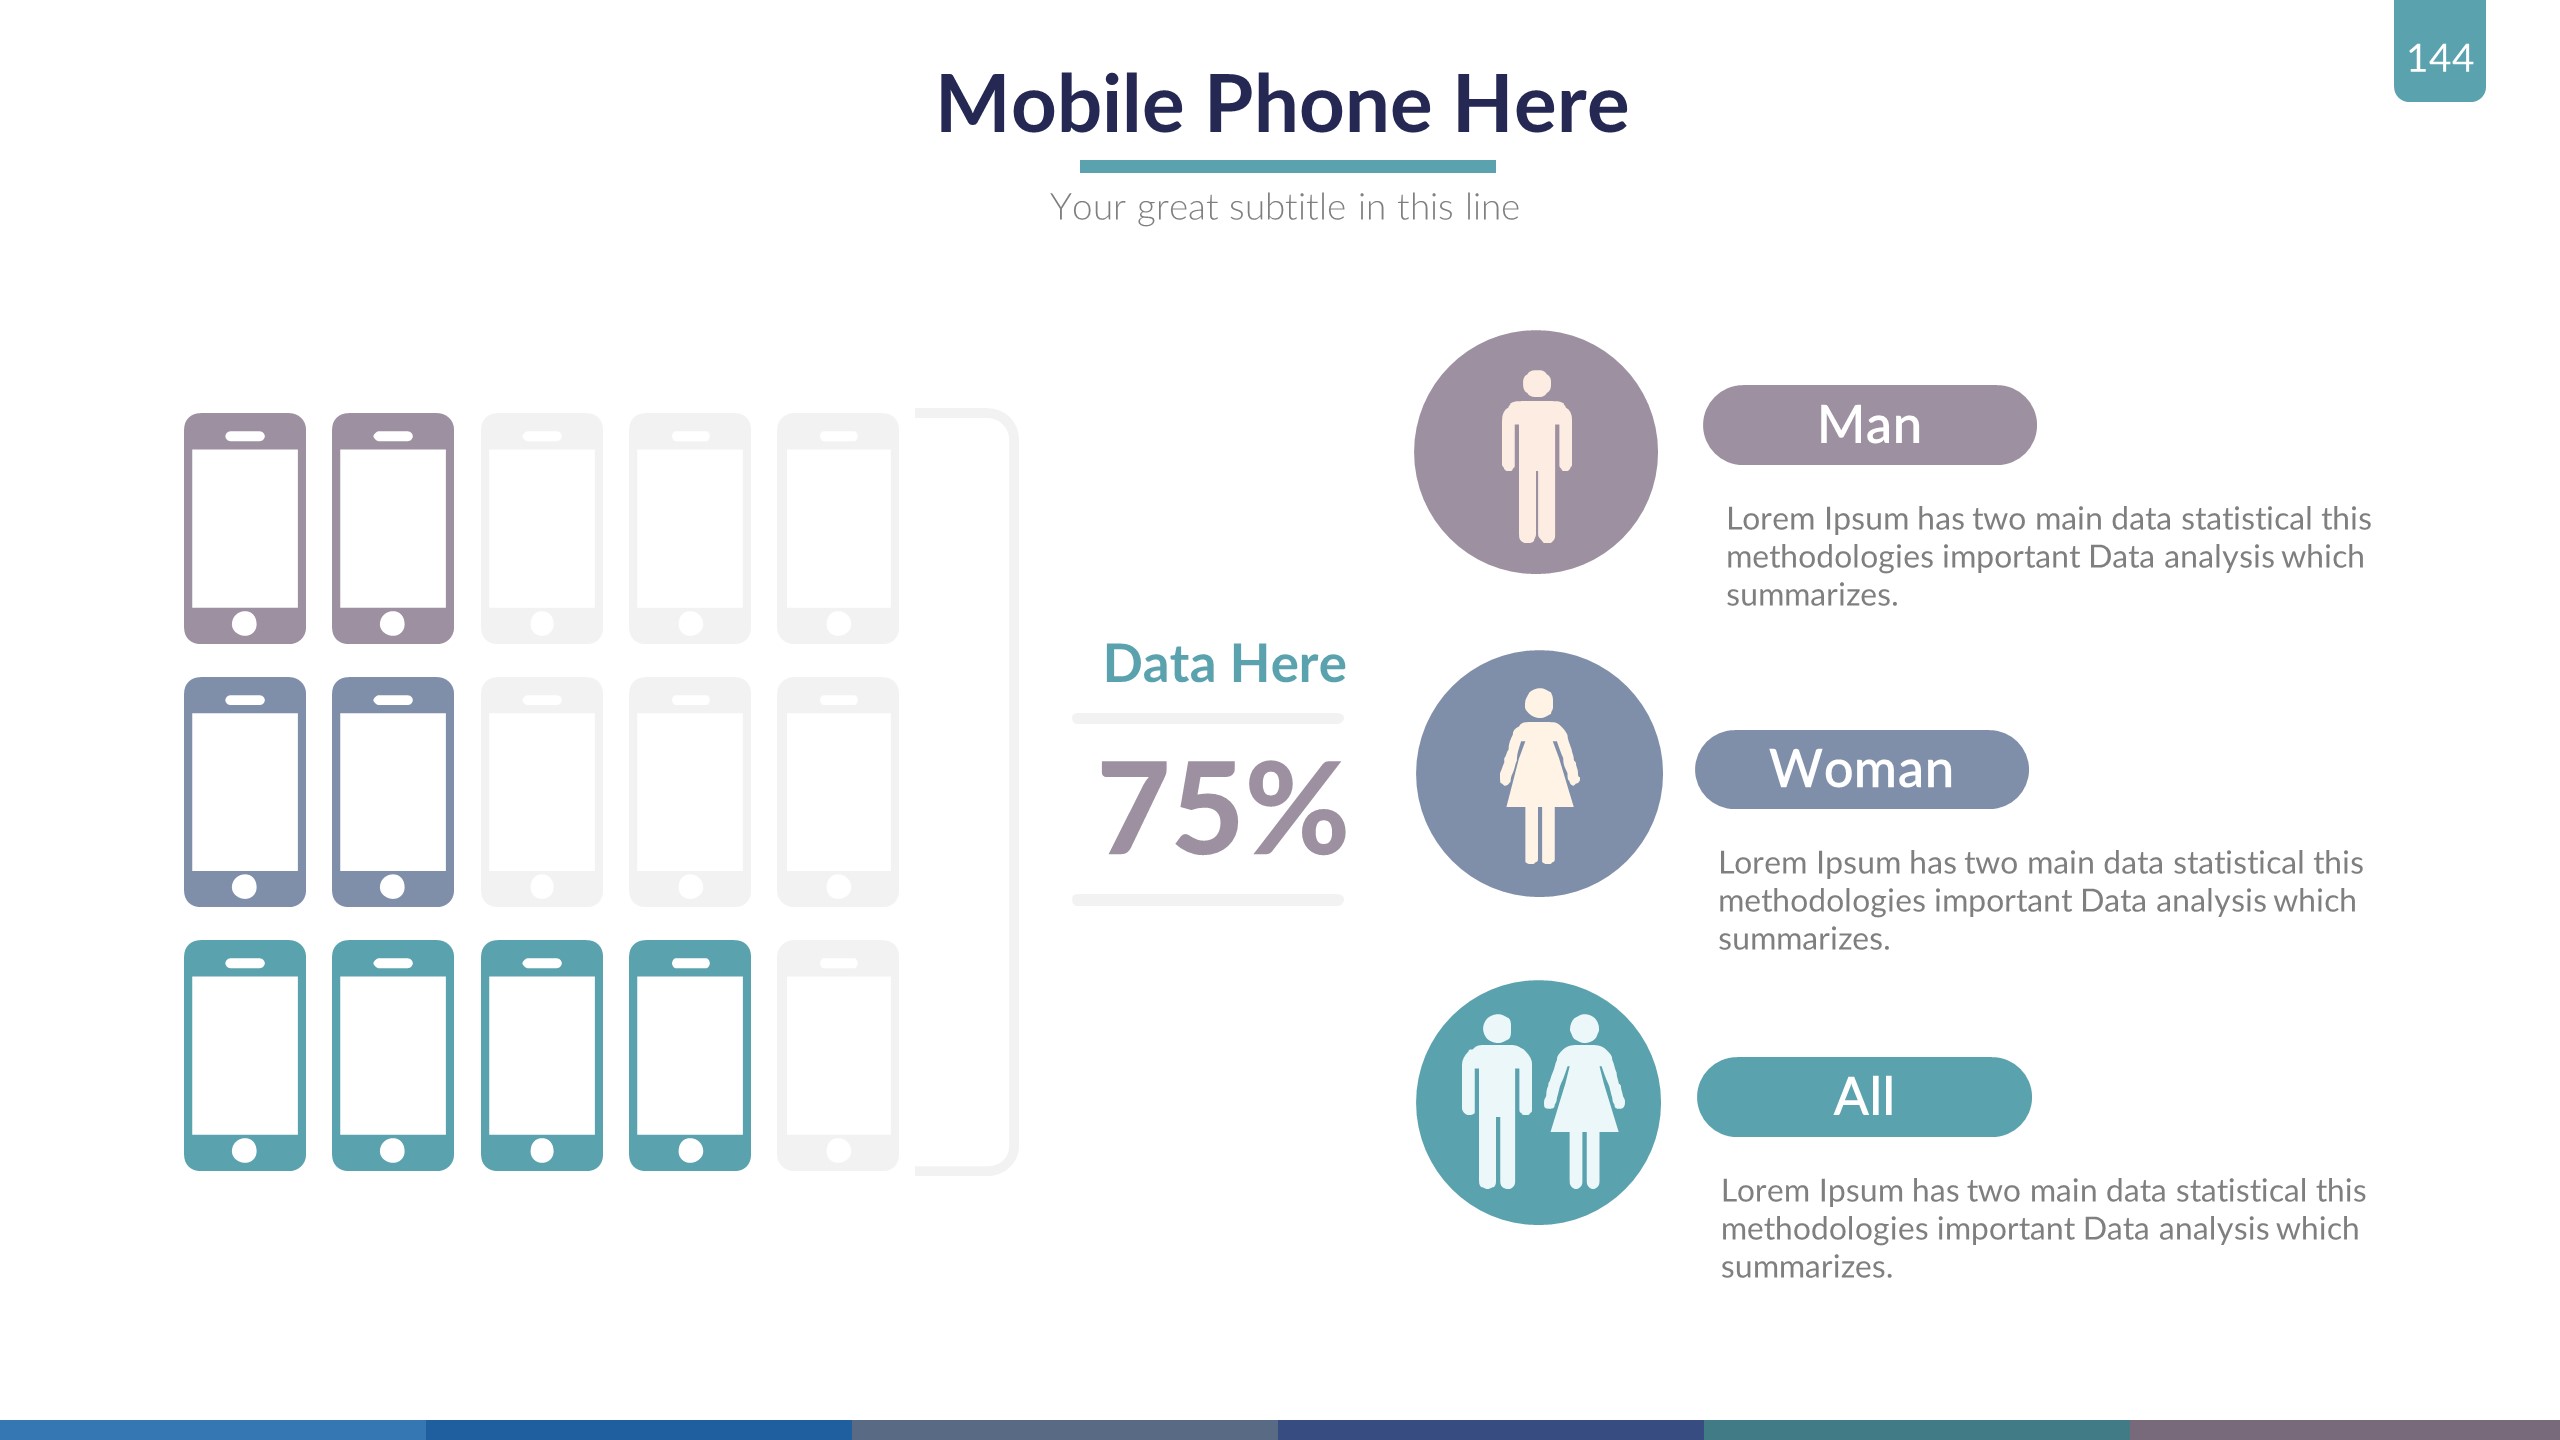 144
Mobile Phone Here
Your great subtitle in this line
Man
Lorem Ipsum has two main data statistical this
methodologies important Data analysis which
summarizes.
Data Here
75%
Woman
Lorem Ipsum has two main data statistical this
methodologies important Data analysis which
summarizes.
All
Lorem Ipsum has two main data statistical this
methodologies important Data analysis which
summarizes.